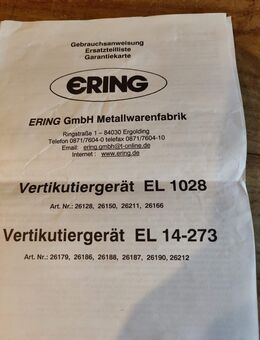 Gebrauchsanweisung
Ersatzteilliste
Garantiekarte
ERING
ERING GmbH Metallwarenfabrik
Ringstraße 1 – 84030 Ergolding
Telefon 0871/7604-0 telefax 0871/7604-10
Email: ering.gmbh@t-online.de
Internet : www.ering.de
Vertikutiergerät EL 1028
Art. Nr.: 26128, 26150, 26211, 26166
Vertikutiergerät EL 14-273
Art. Nr.: 26179, 26186, 26188, 26187, 26190, 26212